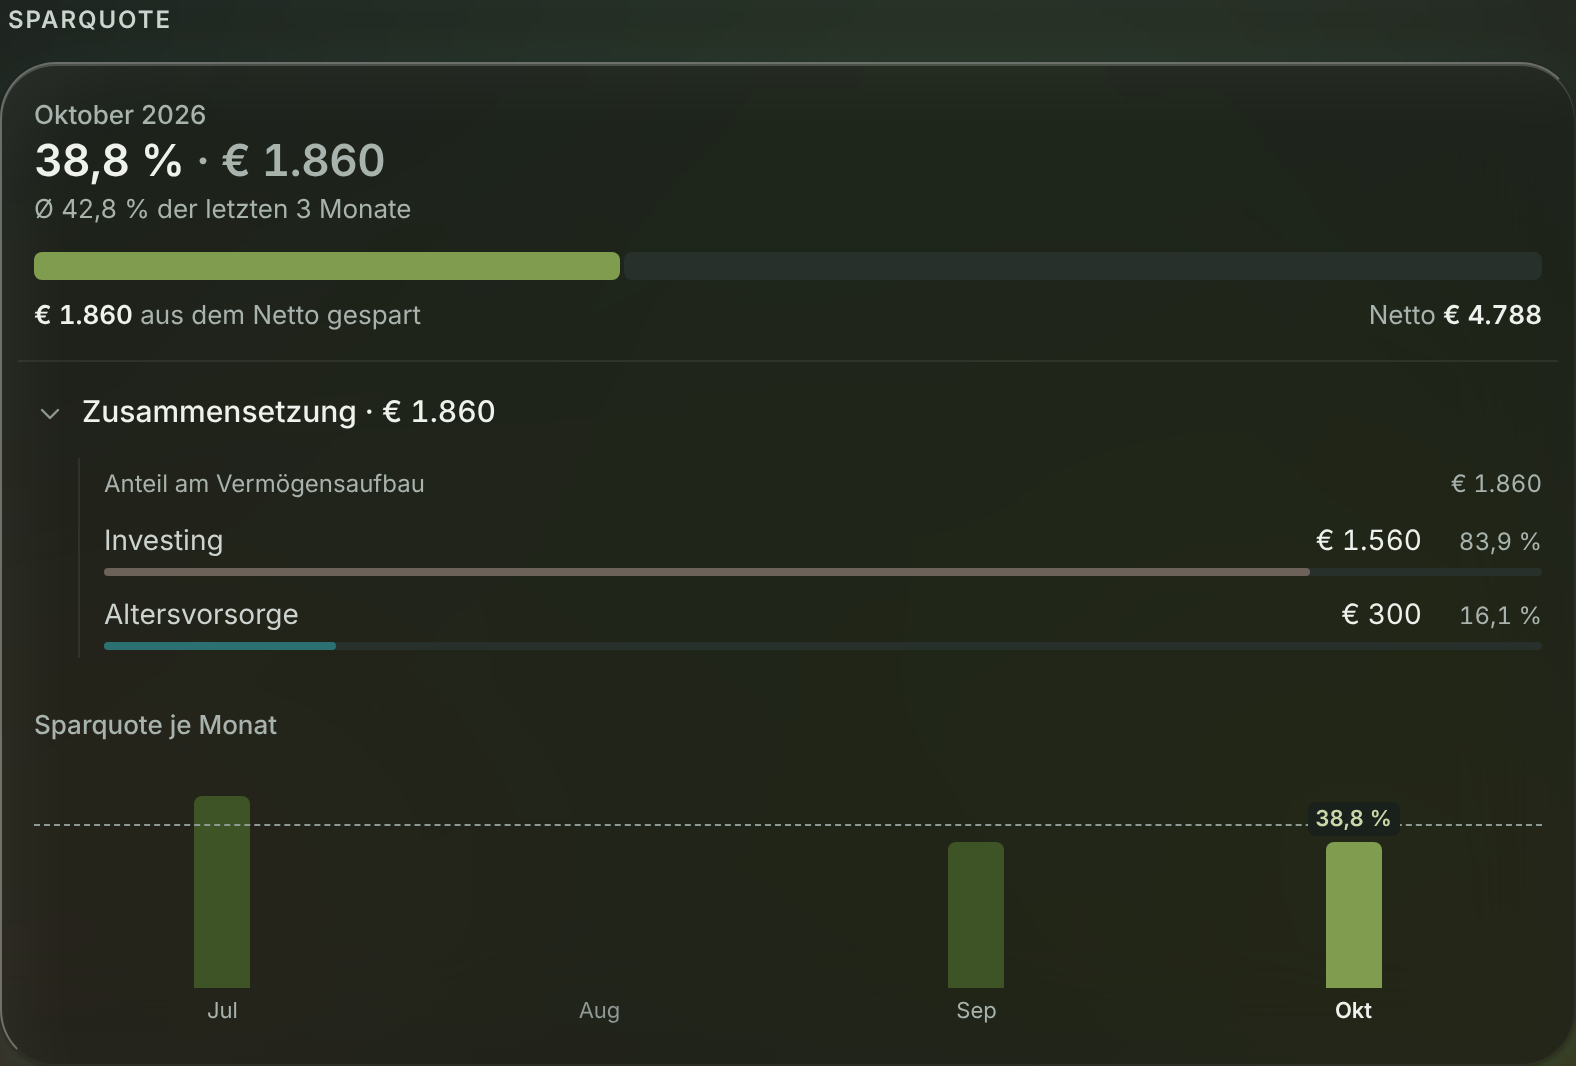 SPARQUOTE
Oktober 2026
38,8 % · € 1.860
Ø 42,8 % der letzten 3 Monate
€ 1.860 aus dem Netto gespart Netto € 4.788
Zusammensetzung · € 1.860
Anteil am Vermögensaufbau € 1.860
Investing € 1.560 83,9 %
Altersvorsorge € 300 16,1 %
Sparquote je Monat
38,8 %
Jul Aug Sep Okt